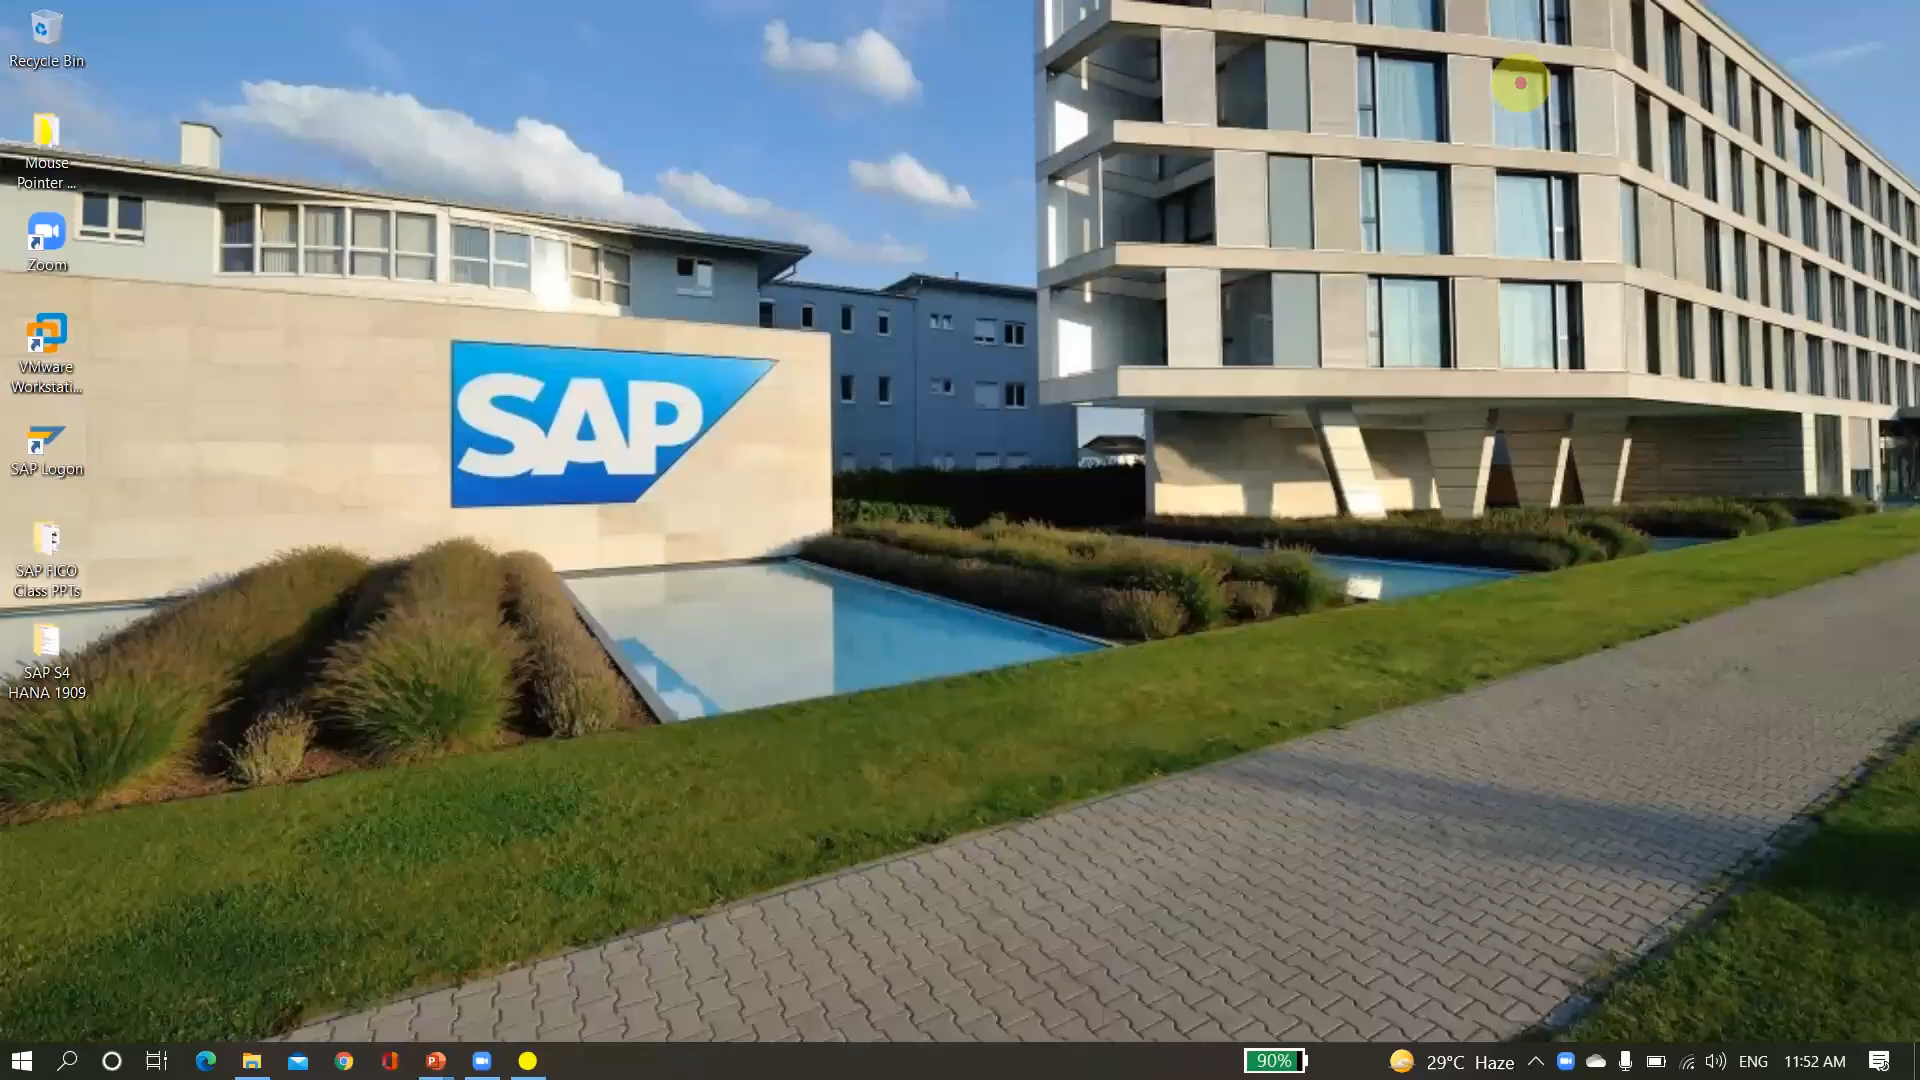 Recycle Bin
Mouse
Pointer ...
Zoom
VMware
Workstati...
SAP Logon
SAP FICO
Class PPTs
SAP S4
HANA 1909
SAP
90%
29°C Haze
ENG
11:52 AM